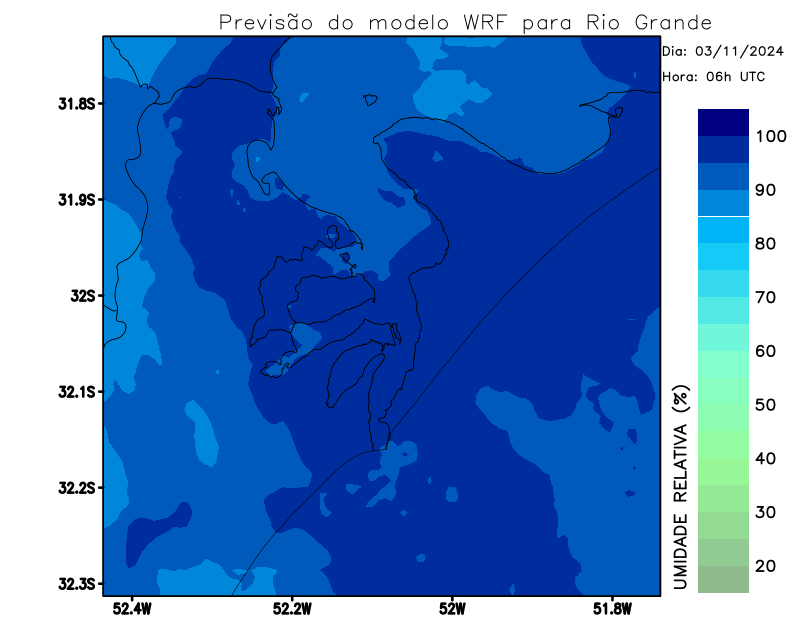 Previsão do modelo WRF para Rio Grande
Dia: 03/11/2024
Hora: 06h UTC
31.8S
31.9S
32S
32.1S
32.2S
32.3S
52.4W
52.2W
52W
51.8W
100
90
80
70
60
50
40
30
20
UMIDADE RELATIVA (%)